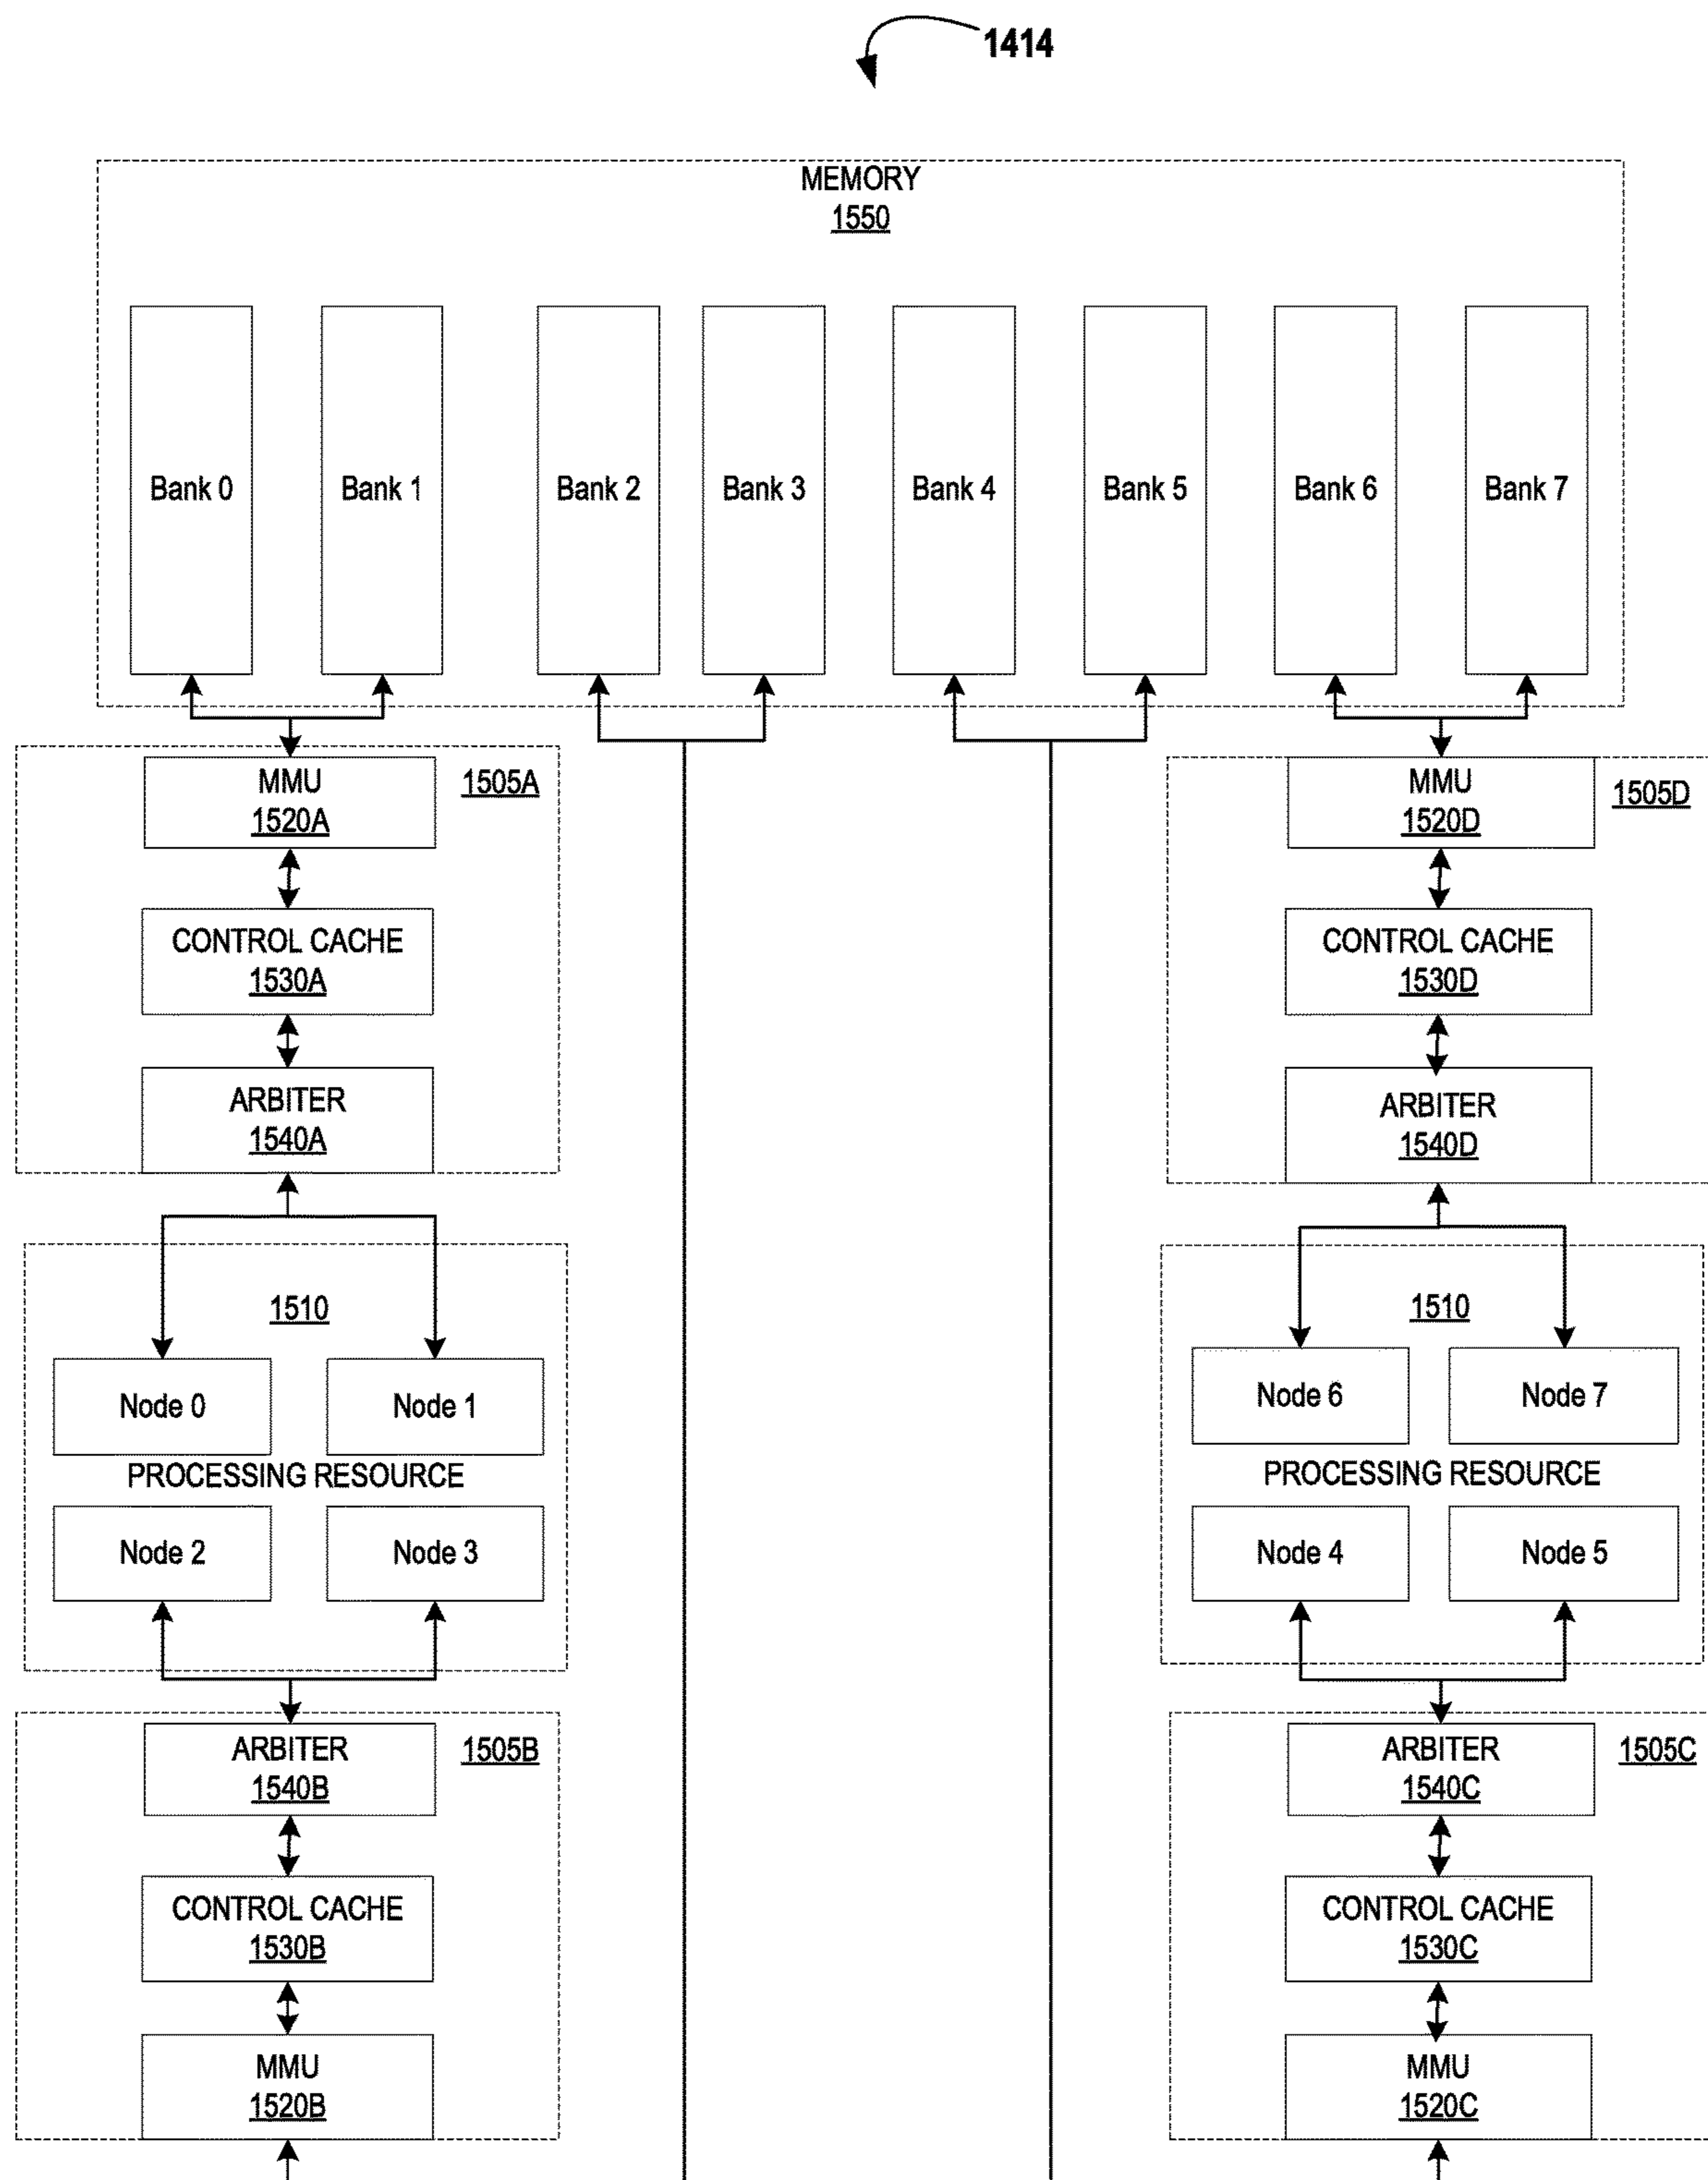 1414
MEMORY
1550
Bank 0
Bank 1
Bank 2
Bank 3
Bank 4
Bank 5
Bank 6
Bank 7
MMU
1520A
1505A
CONTROL CACHE
1530A
ARBITER
1540A
MMU
1520D
1505D
CONTROL CACHE
1530D
ARBITER
1540D
1510
Node 0
Node 1
PROCESSING RESOURCE
Node 2
Node 3
1510
Node 6
Node 7
PROCESSING RESOURCE
Node 4
Node 5
ARBITER
1540B
1505B
CONTROL CACHE
1530B
MMU
1520B
ARBITER
1540C
1505C
CONTROL CACHE
1530C
MMU
1520C